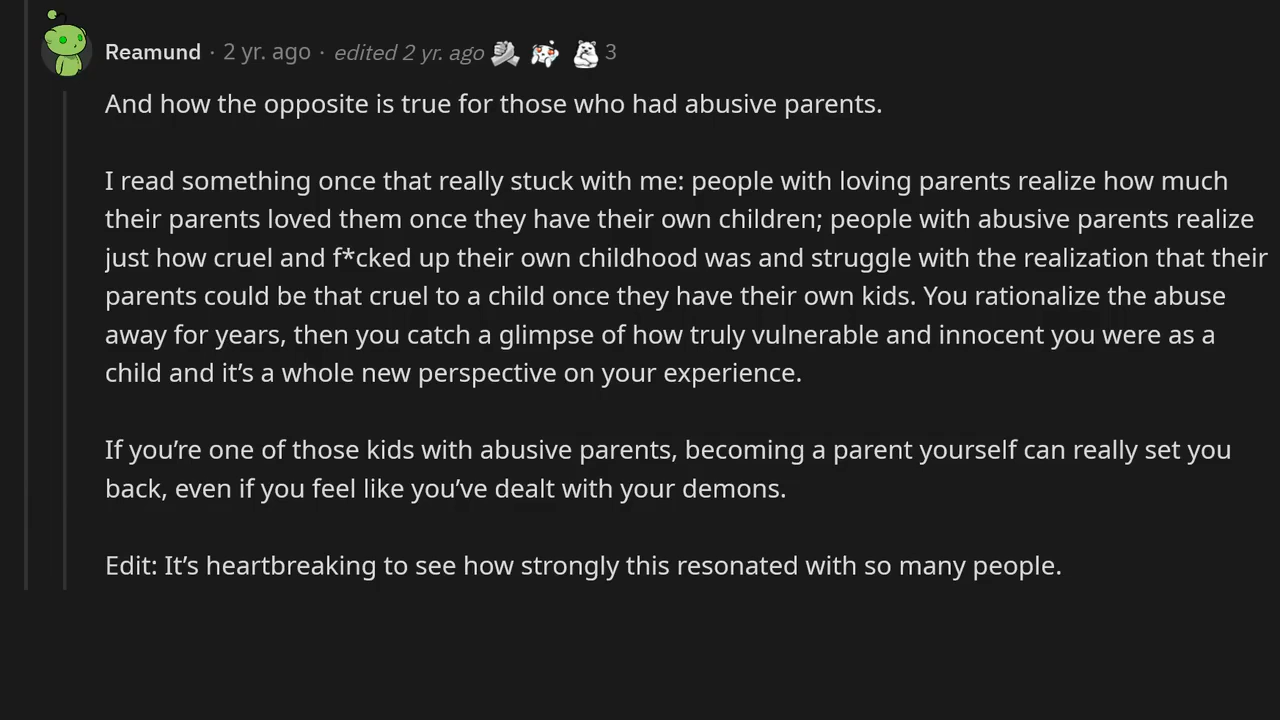 Reamund · 2 yr. ago · edited 2 yr. ago 3
And how the opposite is true for those who had abusive parents.
I read something once that really stuck with me: people with loving parents realize how much
their parents loved them once they have their own children; people with abusive parents realize
just how cruel and f*cked up their own childhood was and struggle with the realization that their
parents could be that cruel to a child once they have their own kids. You rationalize the abuse
away for years, then you catch a glimpse of how truly vulnerable and innocent you were as a
child and it’s a whole new perspective on your experience.
If you’re one of those kids with abusive parents, becoming a parent yourself can really set you
back, even if you feel like you’ve dealt with your demons.
Edit: It’s heartbreaking to see how strongly this resonated with so many people.